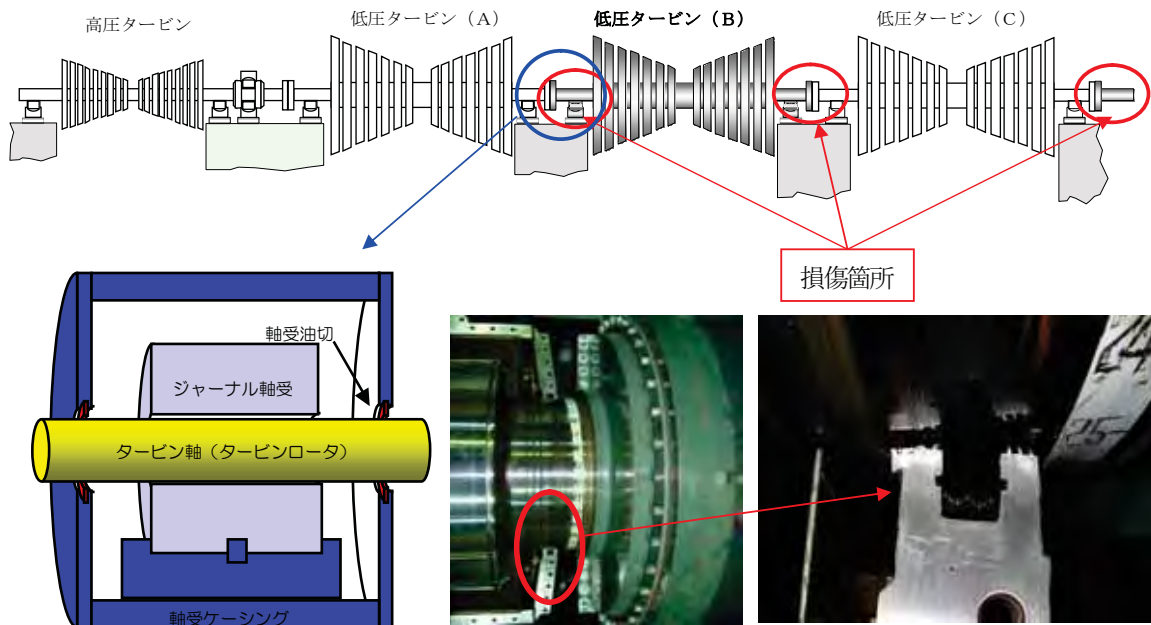 高圧タービン
低圧タービン（A）
低圧タービン（B）
低圧タービン（C）
損傷箇所
軸受油切
ジャーナル軸受
タービン軸（タービンロータ）
軸受ケーシング
24
25